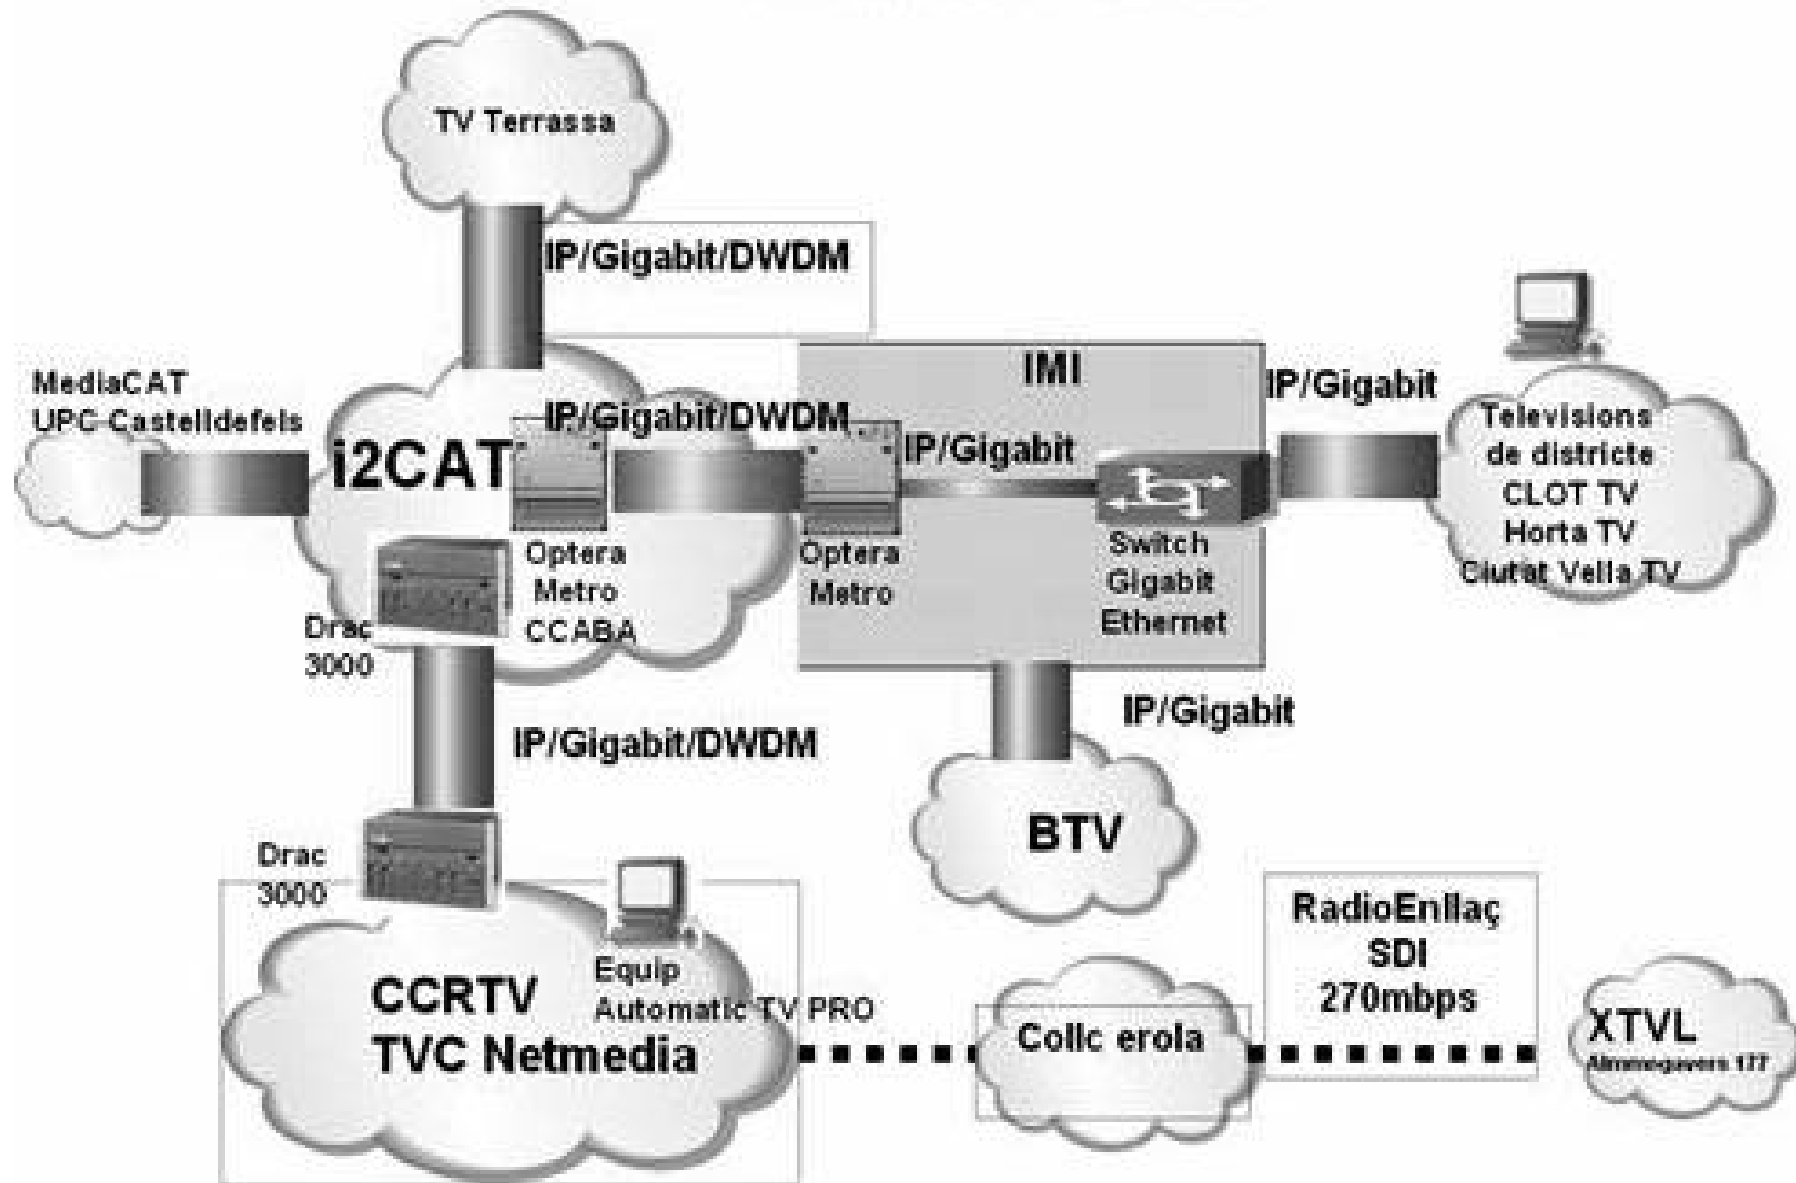 TV Terrassa
IP/Gigabit/DWDM
MediaCAT
UPC-Castelldefels
i2CAT
IP/Gigabit/DWDM
Optera
Metro
CCABA
Drac
3000
IMI
IP/Gigabit
Optera
Metro
Switch
Gigabit
Ethernet
IP/Gigabit
Televisions
de districte
CLOT TV
Horta TV
Ciutat Vella TV
IP/Gigabit/DWDM
IP/Gigabit
BTV
Drac
3000
Equip
Automatic TV PRO
CCRTV
TVC Netmedia
Collc erola
RadioEnllaç
SDI
270mbps
XTVL
177